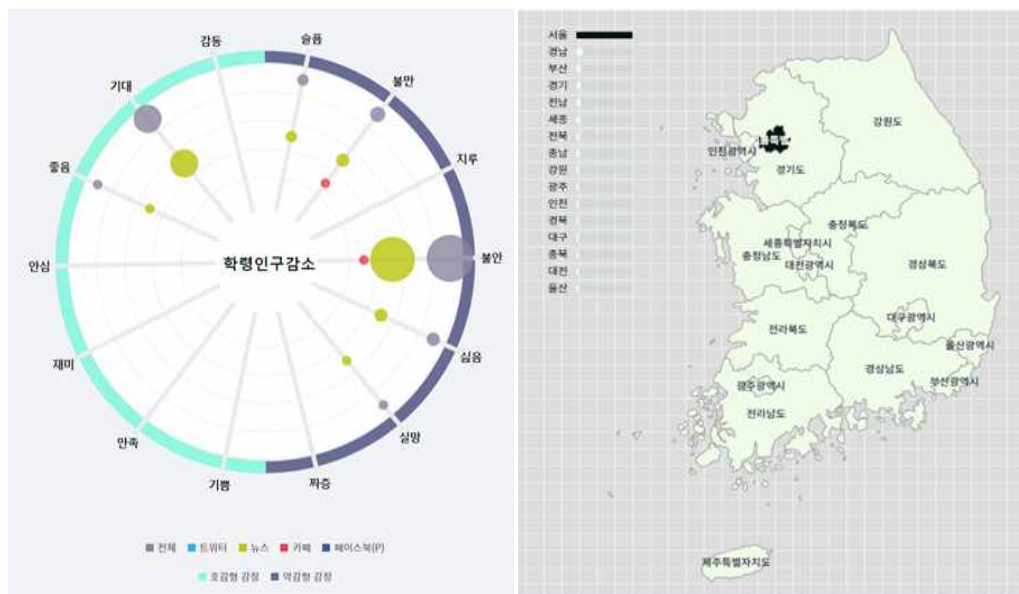 감동
슬픔
기대
불만
좋음
지루
안심
학령인구감소
불안
재미
싫음
만족
실망
기쁨
짜증
전체 트위터 뉴스 카페 페이스북(P)
호감형 감정 악감형 감정
서울
경남
부산
경기
전남
세종
전북
충남
강원
광주
인천
경북
대구
충북
대전
울산
강원도
인천광역시
경기도
충청북도
세종특별자치시
충청남도
대전광역시
경상북도
대구광역시
전라북도
울산광역시
경상남도
광주광역시
부산광역시
전라남도
제주특별자치도